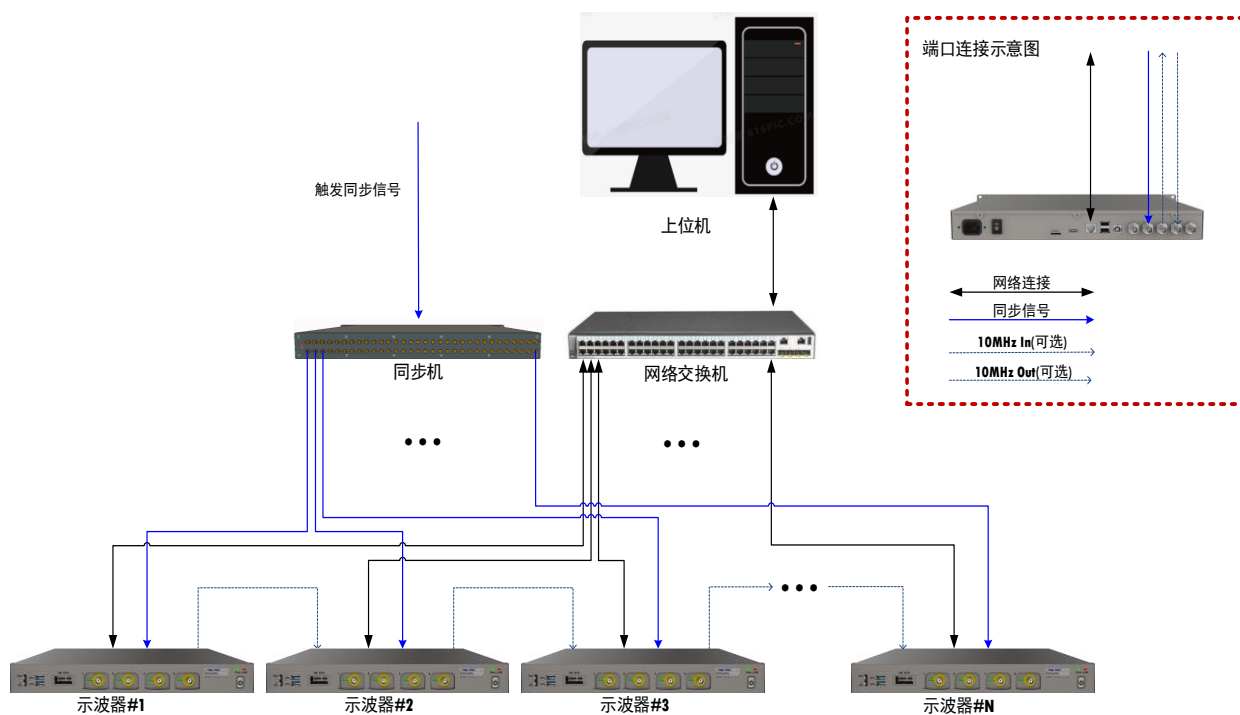 端口连接示意图
触发同步信号
上位机
网络连接
同步信号
10MHz In(可选)
10MHz Out(可选)
同步机
网络交换机
示波器#1
示波器#2
示波器#3
示波器#N